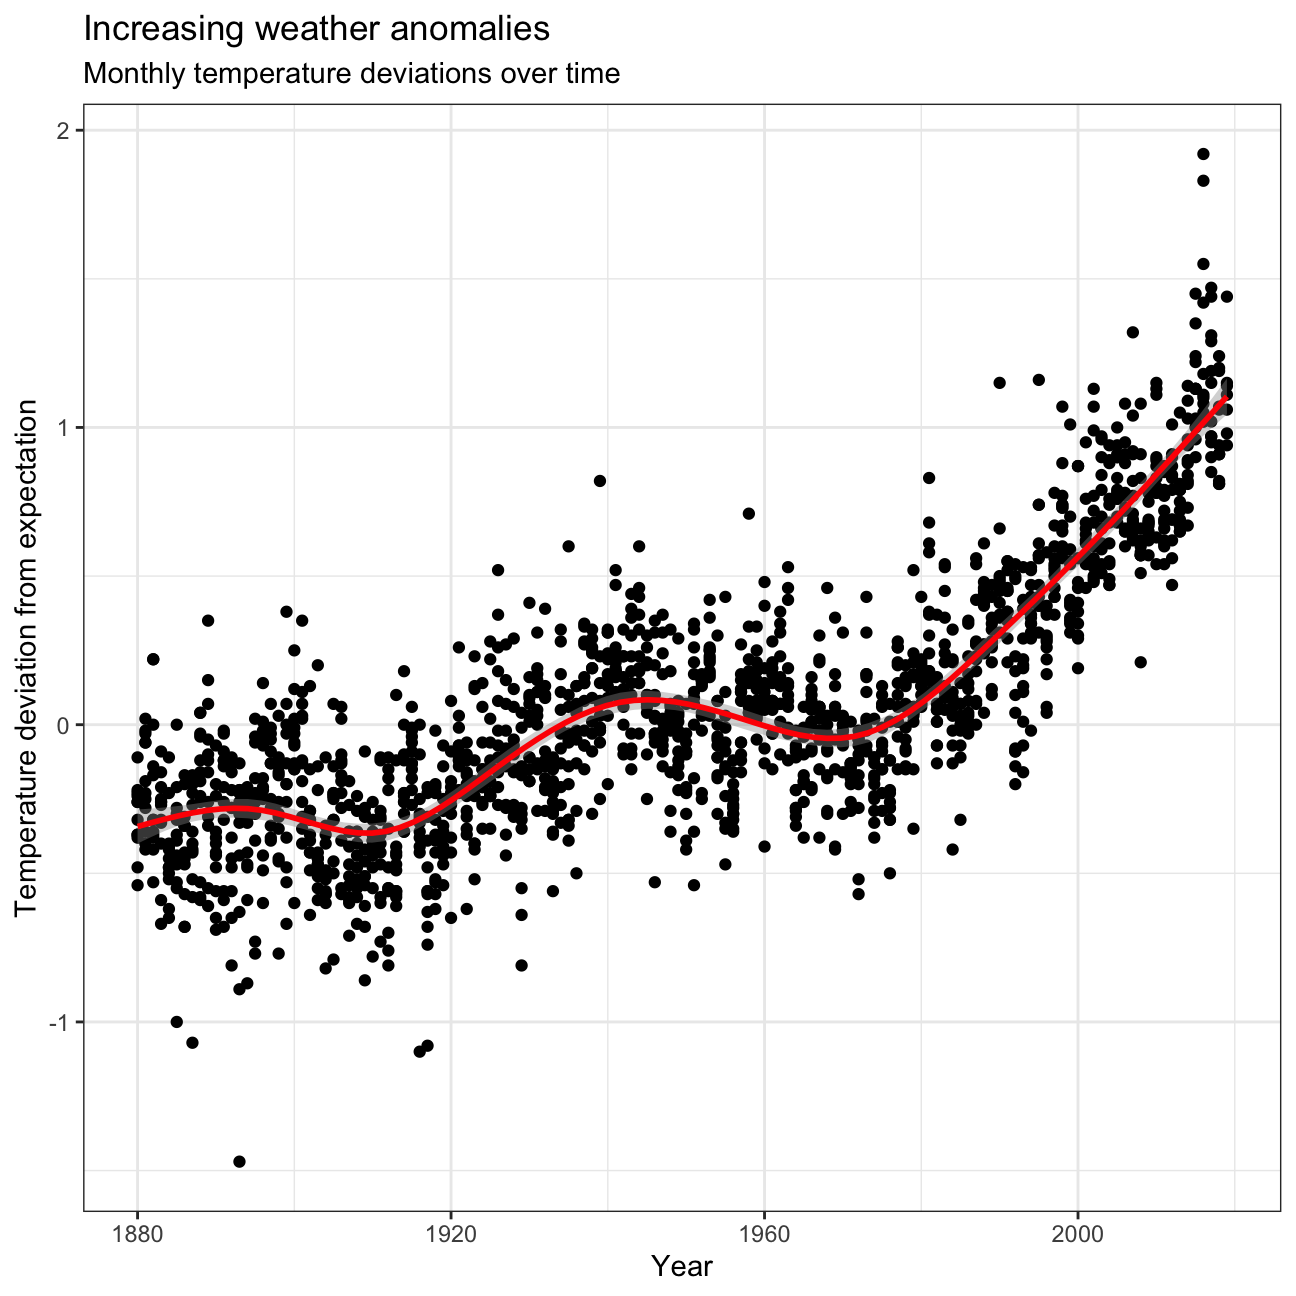 Increasing weather anomalies
Monthly temperature deviations over time
Temperature deviation from expectation
2
1
0
-1
1880
1920
1960
2000
Year